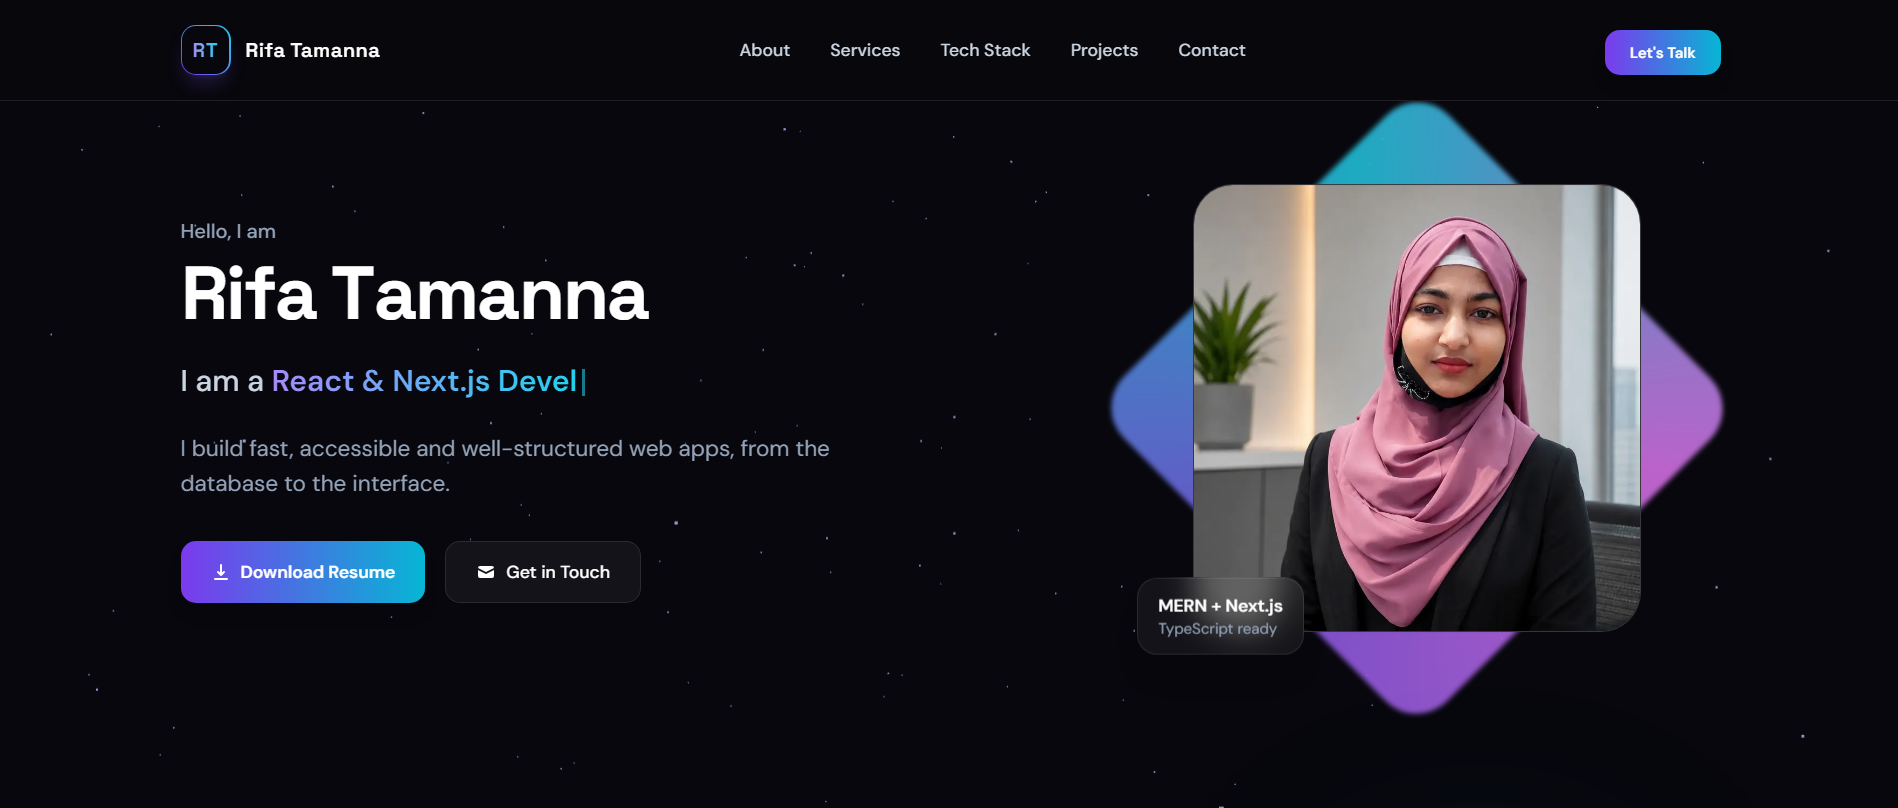 RT
Rifa Tamanna
About
Services
Tech Stack
Projects
Contact
Let's Talk
Hello, I am
Rifa Tamanna
I am a React & Next.js Devel
I build fast, accessible and well-structured web apps, from the
database to the interface.
Download Resume
Get in Touch
MERN + Next.js
TypeScript ready